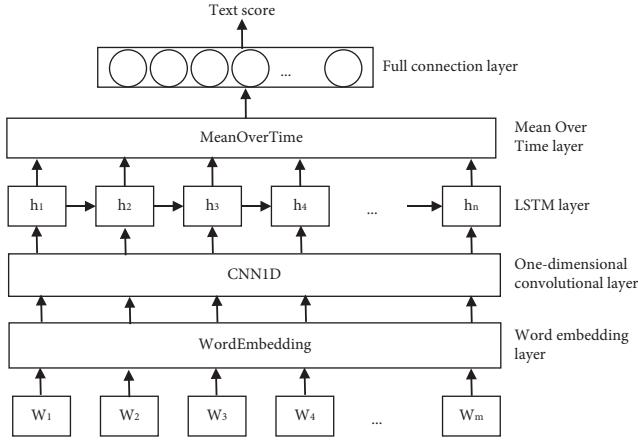 Text score
...
Full connection layer
MeanOverTime
Mean Over
Time layer
h1
h2
h3
h4
...
hn
LSTM layer
CNN1D
One-dimensional
convolutional layer
WordEmbedding
Word embedding
layer
W1
W2
W3
W4
...
Wm